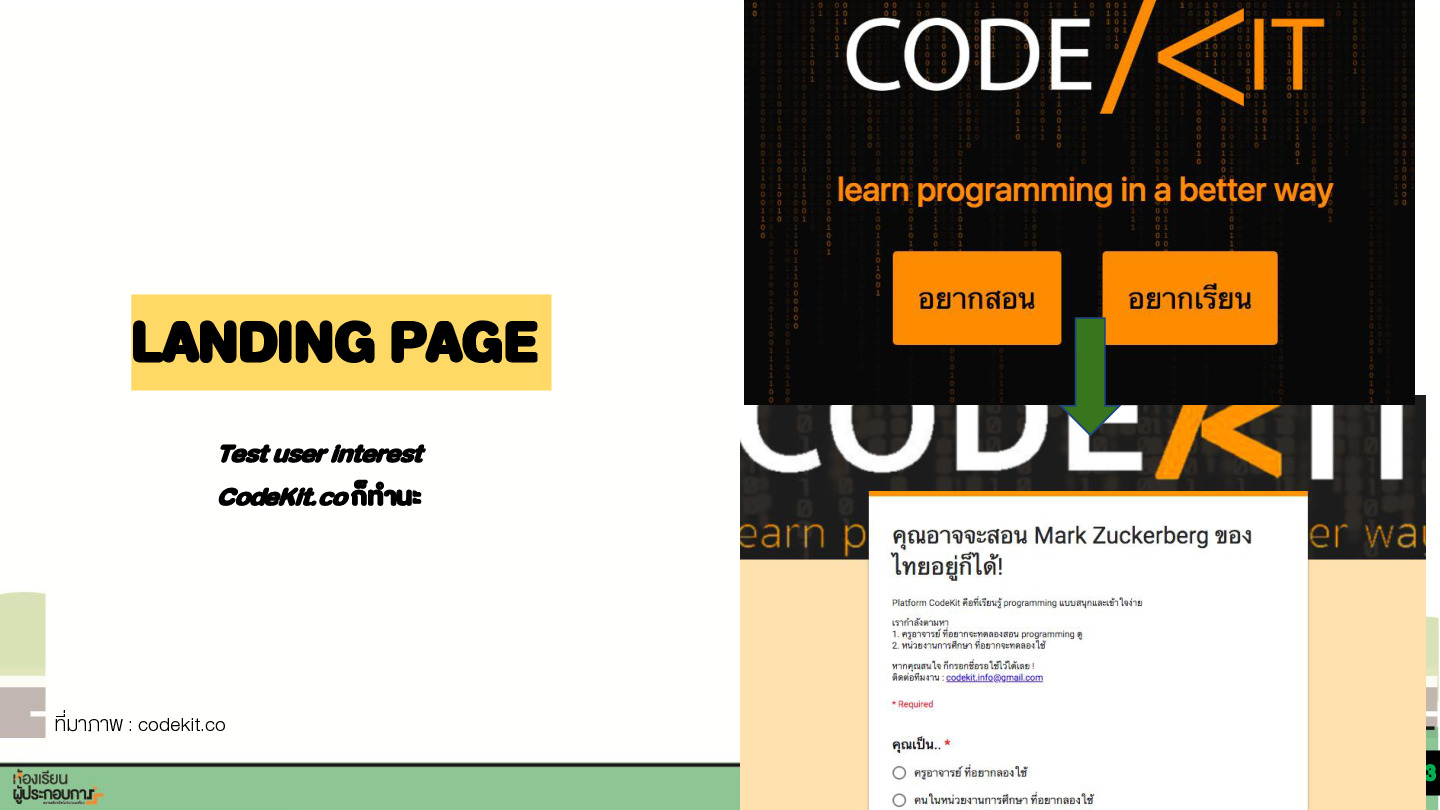 LANDING PAGE
Test user interest
CodeKit.co ก็ทำนะ
ที่มาภาพ : codekit.co
ห้องเรียน
ผู้ประกอบการ
CODE KIT
learn programming in a better way
อยากสอน
อยากเรียน
CODE KIT
earn p
er way
คุณอาจจะสอน Mark Zuckerberg ของ
ไทยอยู่ก็ได้!
Platform CodeKit คือที่เรียนรู้ programming แบบสนุกและเข้าใจง่าย
เรากำลังตามหา
1. ครูอาจารย์ ที่อยากจะทดลองสอน programming ดู
2. หน่วยงานการศึกษา ที่อยากจะทดลองใช้
หากคุณสนใจ ก็กรอกชื่อรอใช้ไว้ได้เลย !
ติดต่อทีมงาน : codekit.info@gmail.com
* Required
คุณเป็น.. *
ครูอาจารย์ ที่อยากลองใช้
คนในหน่วยงานการศึกษา ที่อยากลองใช้
3